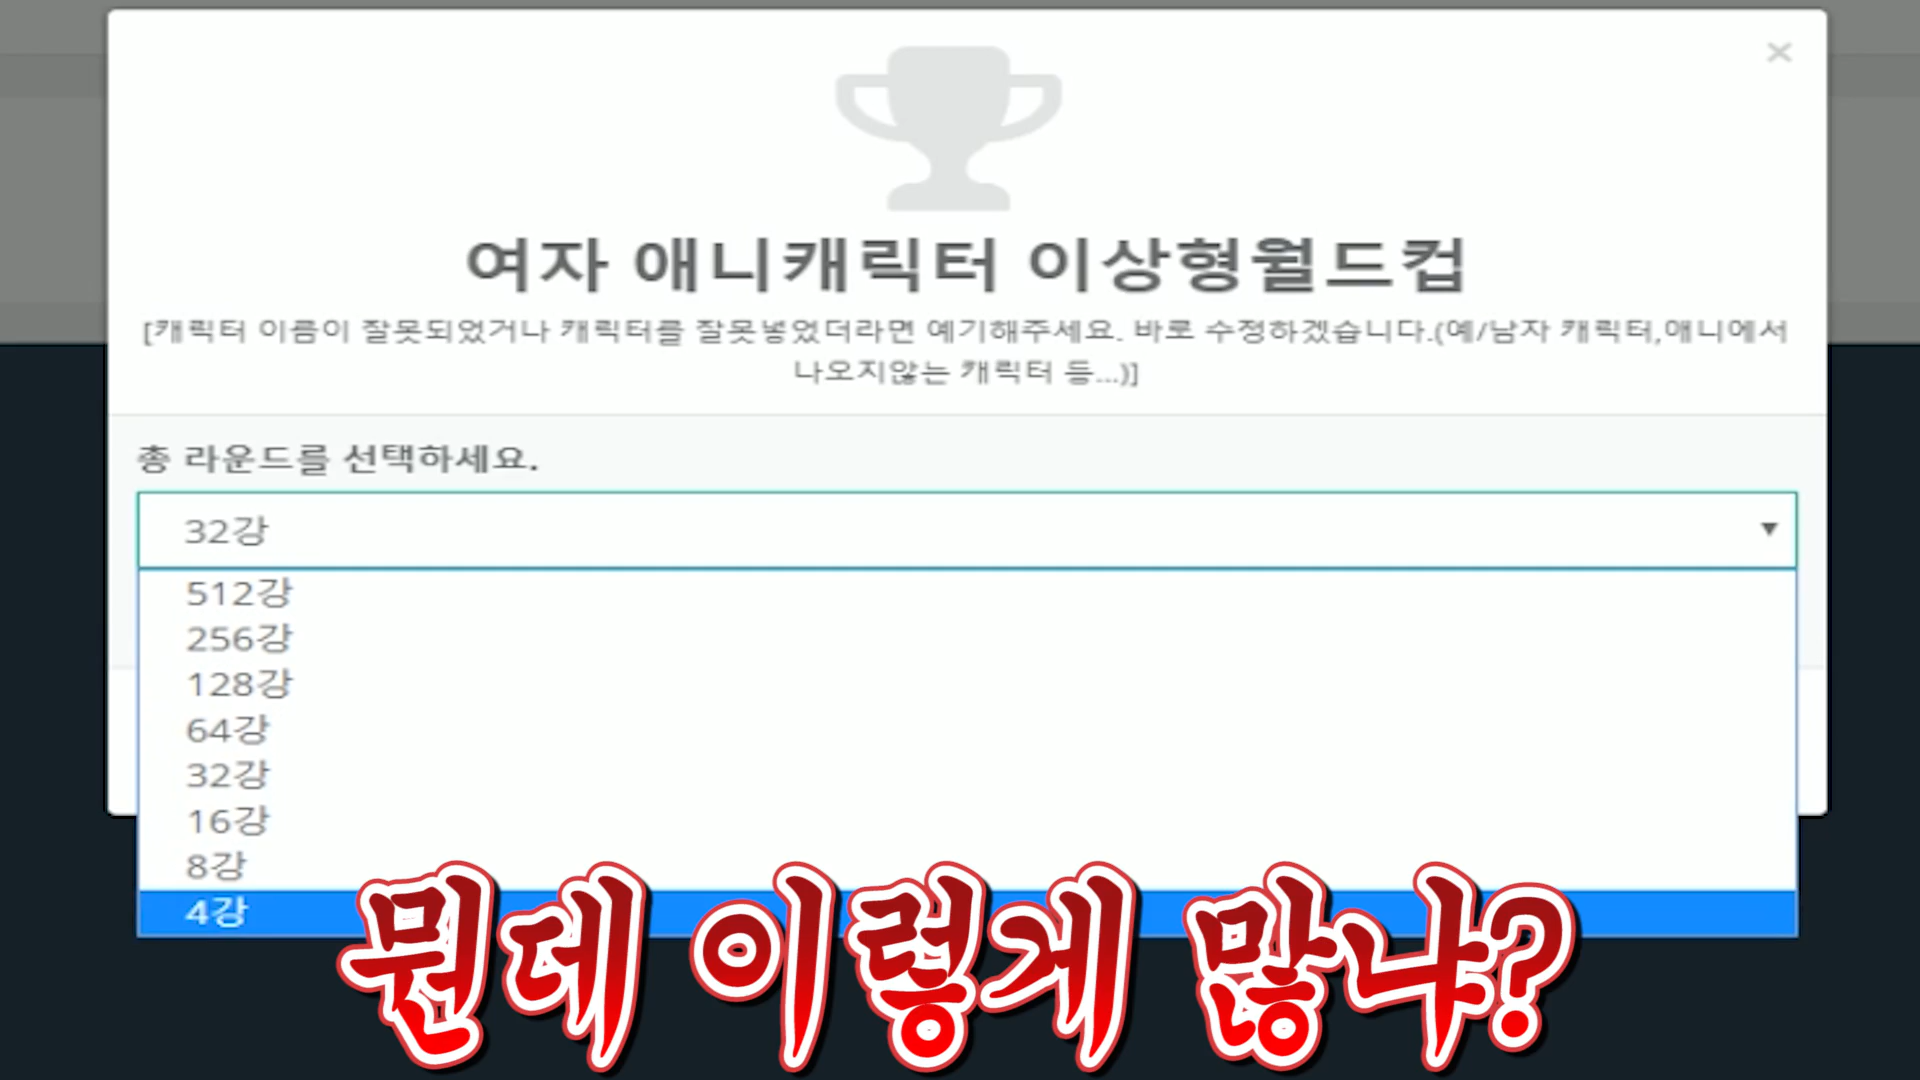 ×
여자 애니캐릭터 이상형월드컵
[캐릭터 이름이 잘못되었거나 캐릭터를 잘못넣었더라면 예기해주세요. 바로 수정하겠습니다.(예/남자 캐릭터,애니에서
나오지않는 캐릭터 등...)]
총 라운드를 선택하세요.
32강
512강
256강
128강
64강
32강
16강
8강
4강
뭔데 이렇게 많냐?